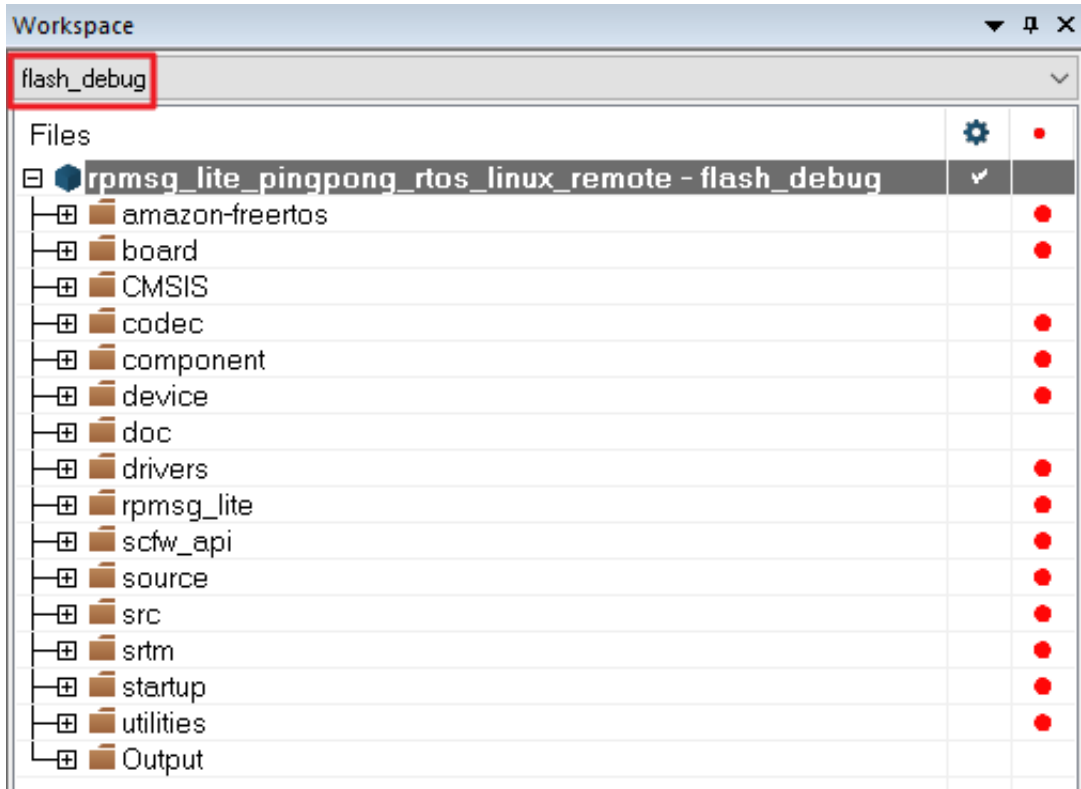 Workspace
flash_debug
Files
rpmsg_lite_pingpong_rtos_linux_remote - flash_debug
amazon-freertos
board
CMSIS
codec
component
device
doc
drivers
rpmsg_lite
scfw_api
source
src
srtm
startup
utilities
Output